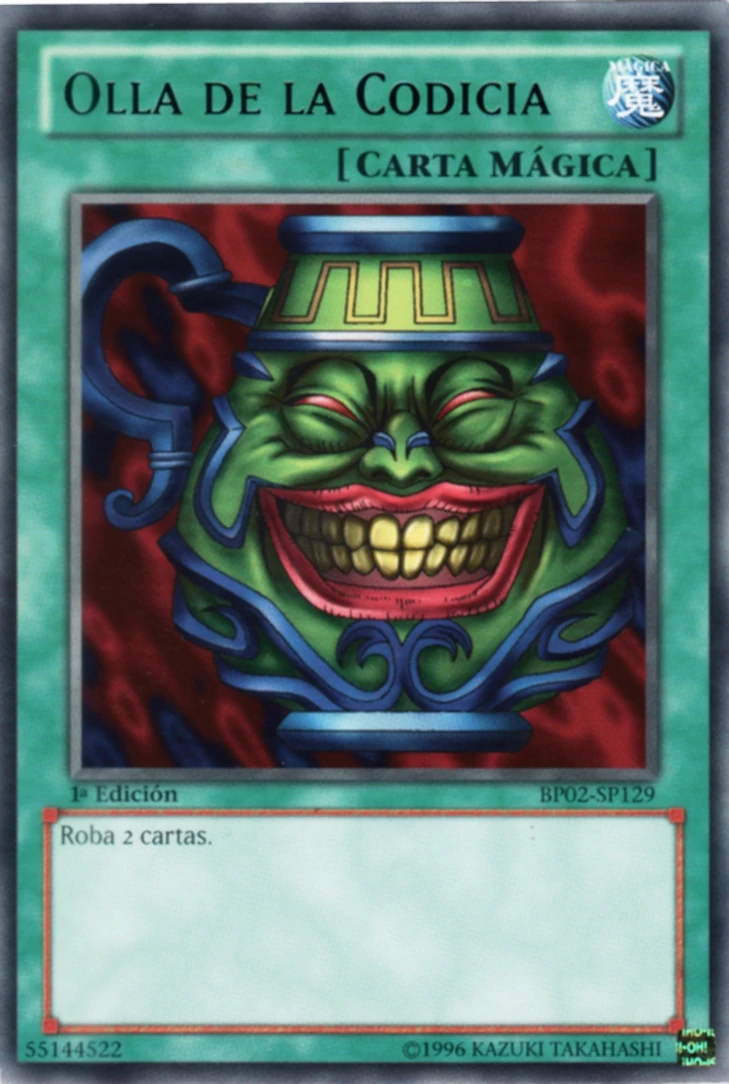 OLLA DE LA CODICIA
MÁGICA
魔
[CARTA MÁGICA]
1ª Edición
BP02-SP129
Roba 2 cartas.
55144522
©1996 KAZUKI TAKAHASHI